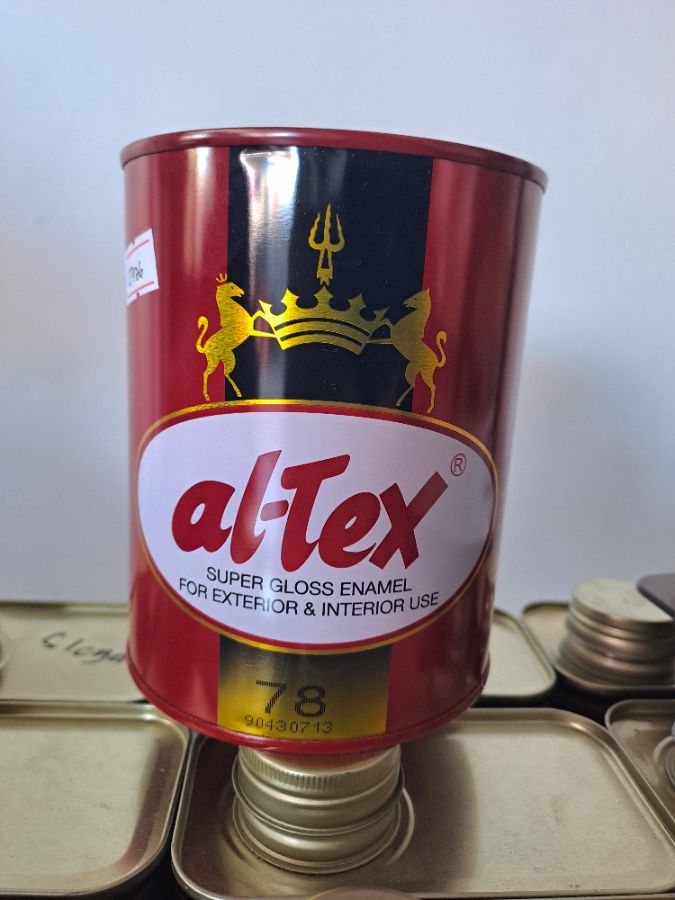 al-Tex ®
SUPER GLOSS ENAMEL
FOR EXTERIOR & INTERIOR USE
78
90430713